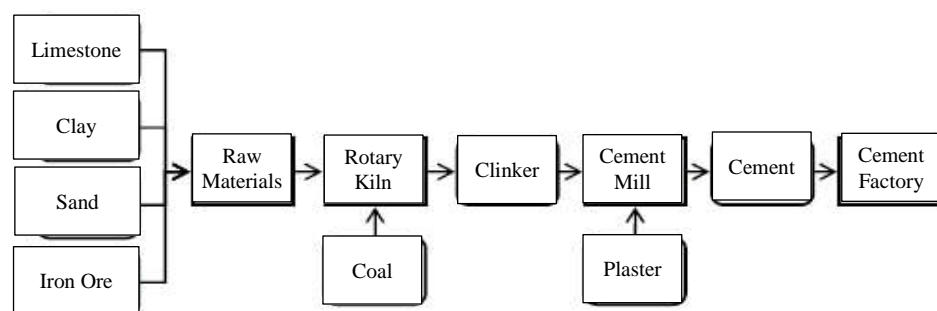 Limestone
Clay
Sand
Iron Ore
Raw
Materials
Rotary
Kiln
Coal
Clinker
Cement
Mill
Plaster
Cement
Cement
Factory